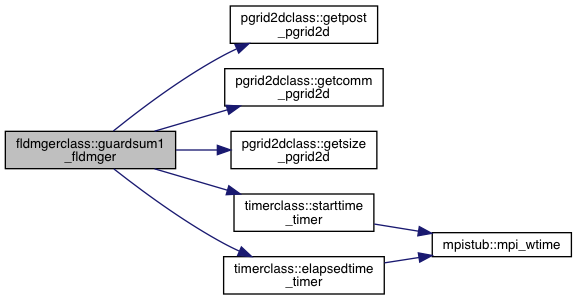 pgrid2dclass::getpost
_pgrid2d
pgrid2dclass::getcomm
_pgrid2d
fldmgerclass::guardsum1
_fldmger
pgrid2dclass::getsize
_pgrid2d
timerclass::starttime
_timer
mpistub::mpi_wtime
timerclass::elapsedtime
_timer